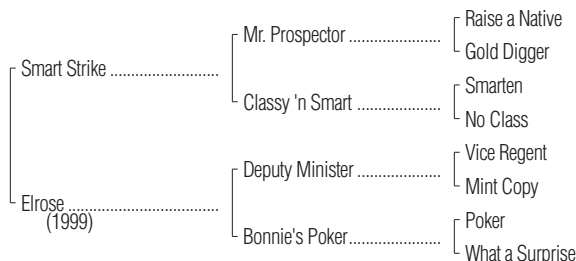 Raise a Native
Mr. Prospector ......................
Gold Digger
Smart Strike ..........................
Smarten
Classy 'n Smart ....................
No Class
Vice Regent
Deputy Minister ....................
Mint Copy
Elrose ....................................
(1999)
Poker
Bonnie's Poker......................
What a Surprise